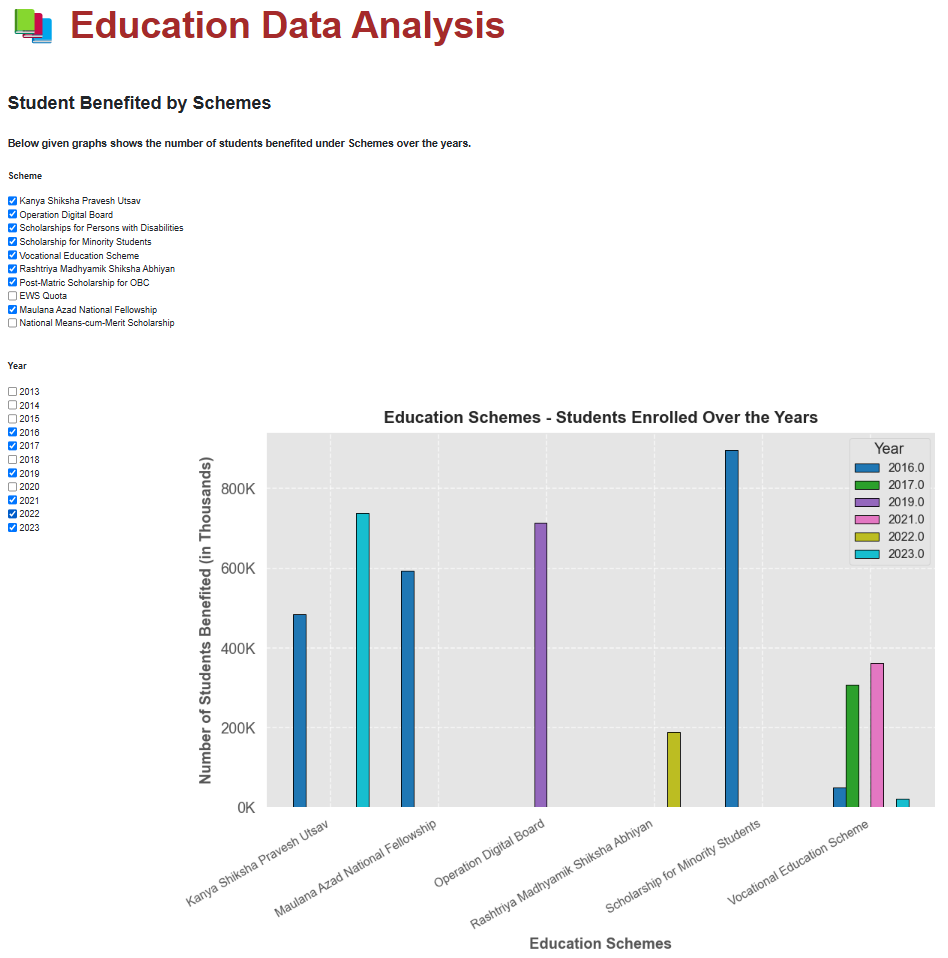 Education Data Analysis
Student Benefited by Schemes
Below given graphs shows the number of students benefited under Schemes over the years.
Scheme
Kanya Shiksha Pravesh Utsav
Operation Digital Board
Scholarships for Persons with Disabilities
Scholarship for Minority Students
Vocational Education Scheme
Rashtriya Madhyamik Shiksha Abhiyan
Post-Matric Scholarship for OBC
EWS Quota
Maulana Azad National Fellowship
National Means-cum-Merit Scholarship
Year
2013
2014
2015
2016
2017
2018
2019
2020
2021
2022
2023
Education Schemes - Students Enrolled Over the Years
Number of Students Benefited (in Thousands)
800K
600K
400K
200K
0K
Year
2016.0
2017.0
2019.0
2021.0
2022.0
2023.0
Kanya Shiksha Pravesh Utsav
Maulana Azad National Fellowship
Operation Digital Board
Rashtriya Madhyamik Shiksha Abhiyan
Scholarship for Minority Students
Vocational Education Scheme
Education Schemes